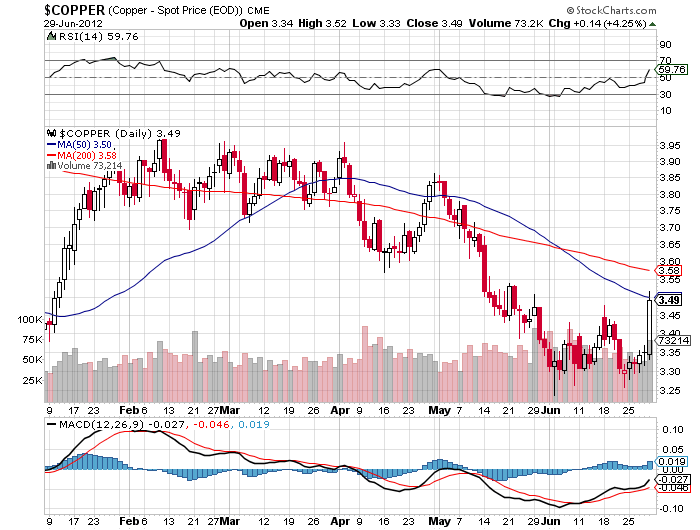 $COPPER (Copper - Spot Price (EOD)) CME
© StockCharts.com
29-Jun-2012
Open 3.34 High 3.52 Low 3.33 Close 3.49 Volume 73.2K Chg +0.14 (+4.25%)
RSI(14) 59.76
90
70
59.76
50
30
10
$COPPER (Daily) 3.49
MA(50) 3.50
MA(200) 3.58
Volume 73,214
3.95
3.90
3.85
3.80
3.75
3.70
3.65
3.60
3.58
3.49
3.45
3.40
73214
3.35
3.30
3.25
100K
75K
50K
25K
9 17 23 Feb 6 13 21 27 Mar 12 19 26 Apr 9 16 23 May 7 14 21 29 Jun 11 18 25
MACD(12,26,9) -0.027, -0.046, 0.019
0.10
0.05
0.019
-0.027
-0.046
-0.10
9 17 23 Feb 6 13 21 27 Mar 12 19 26 Apr 9 16 23 May 7 14 21 29 Jun 11 18 25